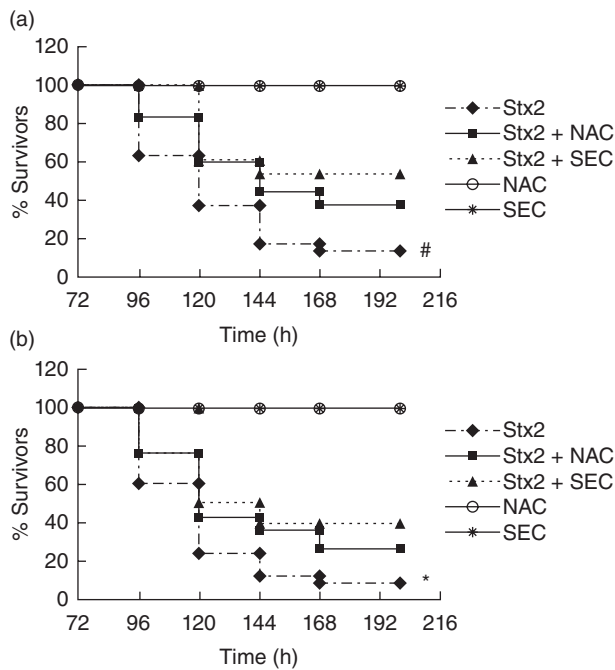 (a)
120
100
80
60
40
20
0
% Survivors
72 96 120 144 168 192 216
Time (h)
#
Stx2
Stx2 + NAC
Stx2 + SEC
NAC
SEC
(b)
120
100
80
60
40
20
0
% Survivors
72 96 120 144 168 192 216
Time (h)
*
Stx2
Stx2 + NAC
Stx2 + SEC
NAC
SEC